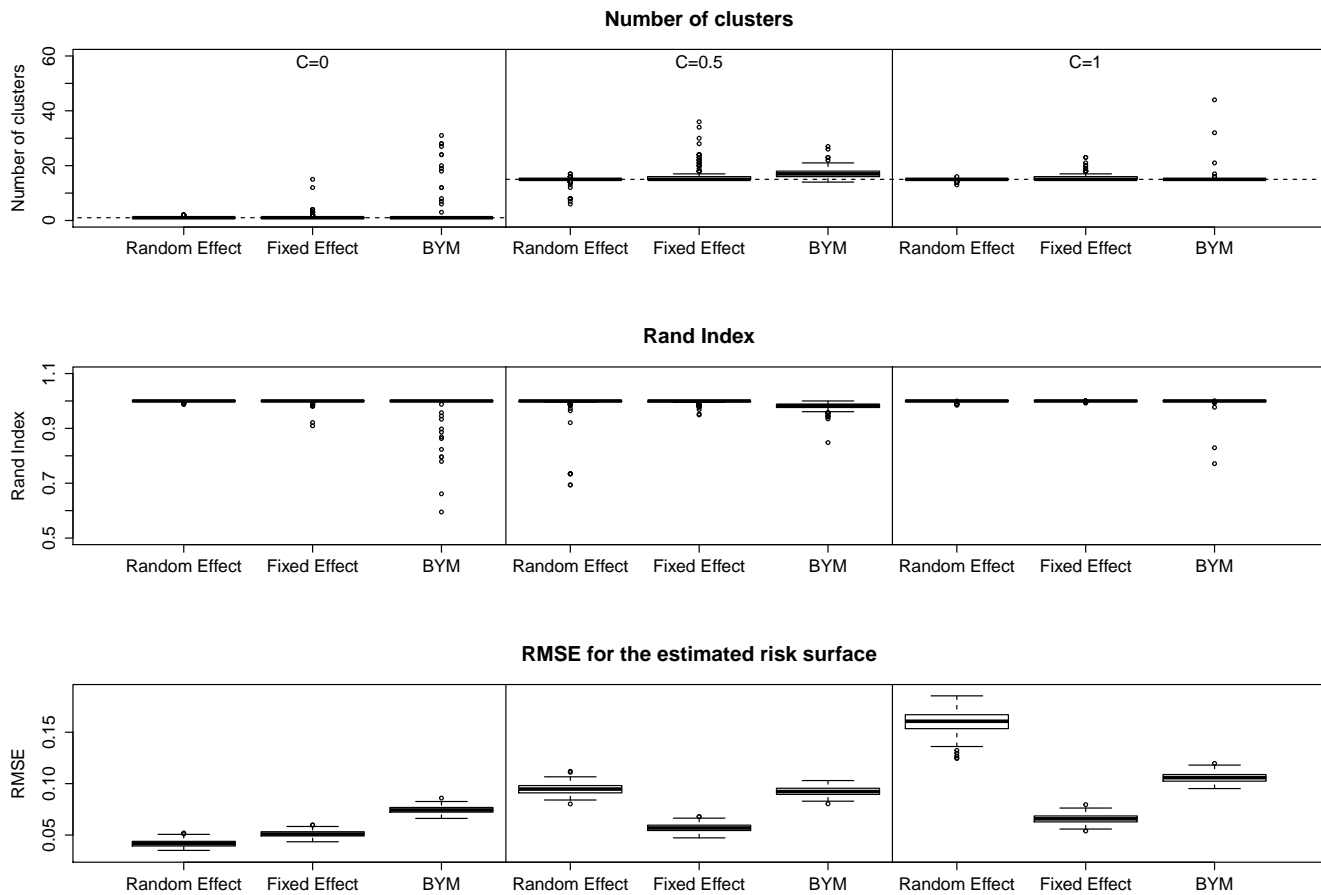 Number of clusters
Number of clusters
60
40
20
0
C=0
C=0.5
C=1
Random Effect Fixed Effect BYM Random Effect Fixed Effect BYM Random Effect Fixed Effect BYM
Rand Index
Rand Index
1.1
0.9
0.7
0.5
Random Effect Fixed Effect BYM Random Effect Fixed Effect BYM Random Effect Fixed Effect BYM
RMSE for the estimated risk surface
RMSE
0.15
0.10
0.05
Random Effect Fixed Effect BYM Random Effect Fixed Effect BYM Random Effect Fixed Effect BYM